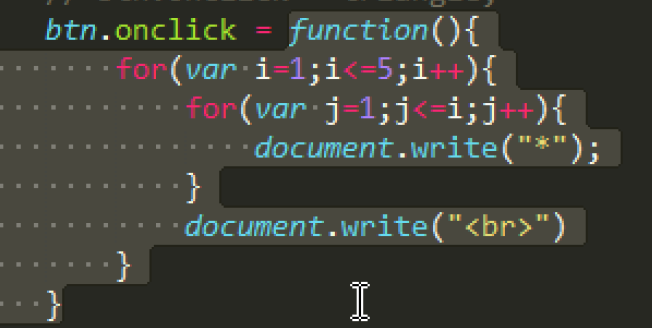 btn.onclick = function(){
for(var i=1;i<=5;i++){
for(var j=1;j<=i;j++){
document.write("*");
}
document.write("<br>")
}
}